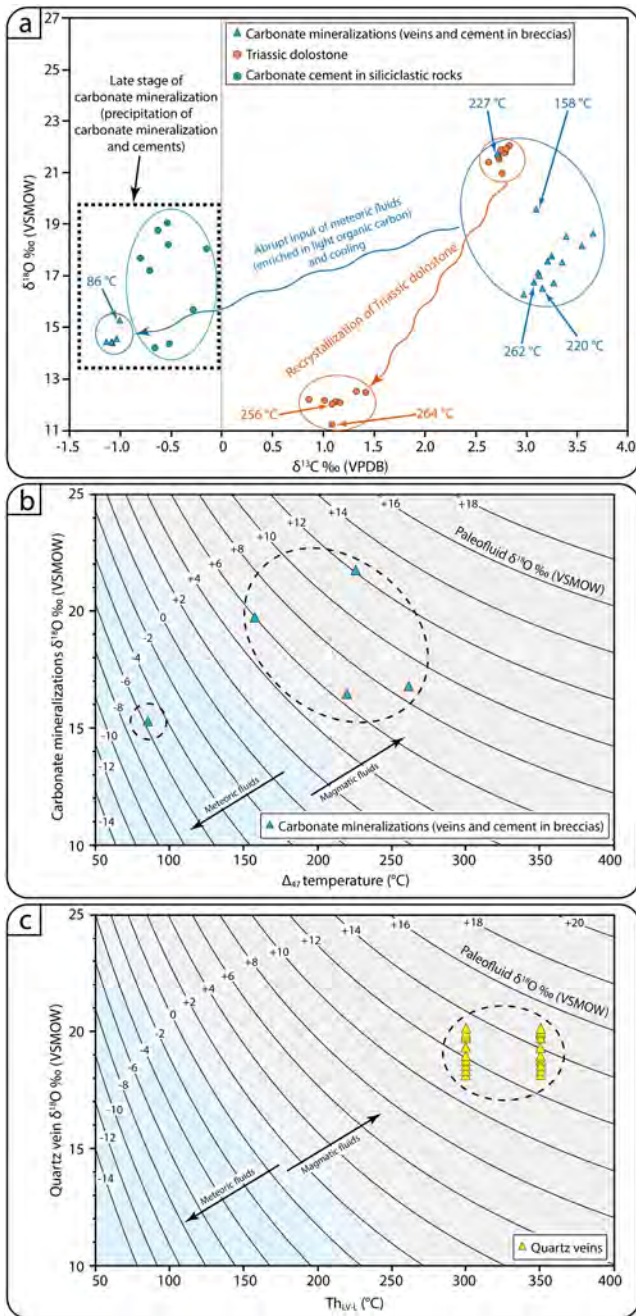 a
Carbonate mineralizations (veins and cement in breccias)
Triassic dolostone
Carbonate cement in siliciclastic rocks
Late stage of
carbonate mineralization
(precipitation of
carbonate mineralization
and cements)
227 °C
158 °C
Abrupt input of meteoric fluids
(enriched in light organic carbon)
and cooling
86 °C
Recrystallization of Triassic dolostone
262 °C
220 °C
256 °C
264 °C
δ¹⁸O ‰ (VSMOW)
27
25
23
21
19
17
15
13
11
-1.5
-1.0
-0.5
0
0.5
1.0
1.5
2.0
2.5
3.0
3.5
4.0
δ¹³C ‰ (VPDB)
b
Carbonate mineralizations δ¹⁸O ‰ (VSMOW)
25
20
15
10
+18
+16
+14
+12
+10
+8
+6
+4
+2
0
-2
-4
-6
-8
-10
-12
-14
Paleofluid δ¹⁸O ‰ (VSMOW)
Meteoric fluids
Magmatic fluids
Carbonate mineralizations (veins and cement in breccias)
50
100
150
200
250
300
350
400
Δ₄₇ temperature (°C)
c
Quartz vein δ¹⁸O ‰ (VSMOW)
25
20
15
10
+20
+18
+16
+14
+12
+10
+8
+6
+4
+2
0
-2
-4
-6
-8
-10
-12
-14
Paleofluid δ¹⁸O ‰ (VSMOW)
Meteoric fluids
Magmatic fluids
Quartz veins
50
100
150
200
250
300
350
400
Th_LV-L (°C)